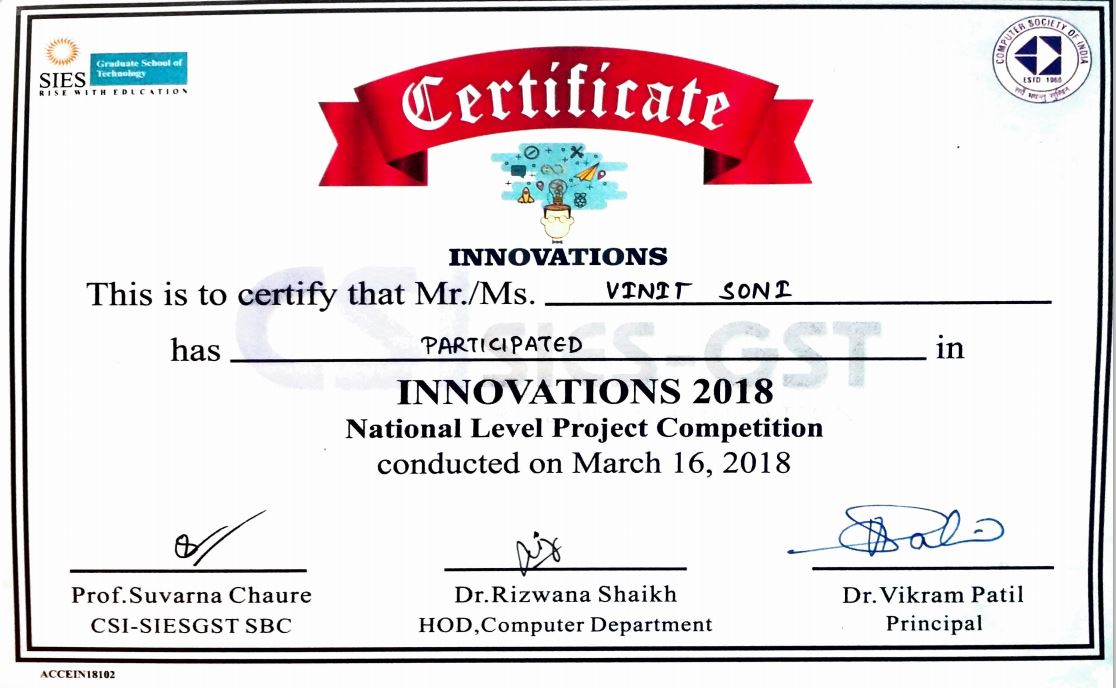 SIES Graduate School of Technology
RISE WITH EDUCATION
COMPUTER SOCIETY OF INDIA
ESTD 1965
Certificate
INNOVATIONS
This is to certify that Mr./Ms. VINIT SONI
has PARTICIPATED in
CSI SIES-GST
INNOVATIONS 2018
National Level Project Competition
conducted on March 16, 2018
Prof.Suvarna Chaure
CSI-SIESGST SBC
Dr.Rizwana Shaikh
HOD,Computer Department
Dr.Vikram Patil
Principal
ACCEIN18102